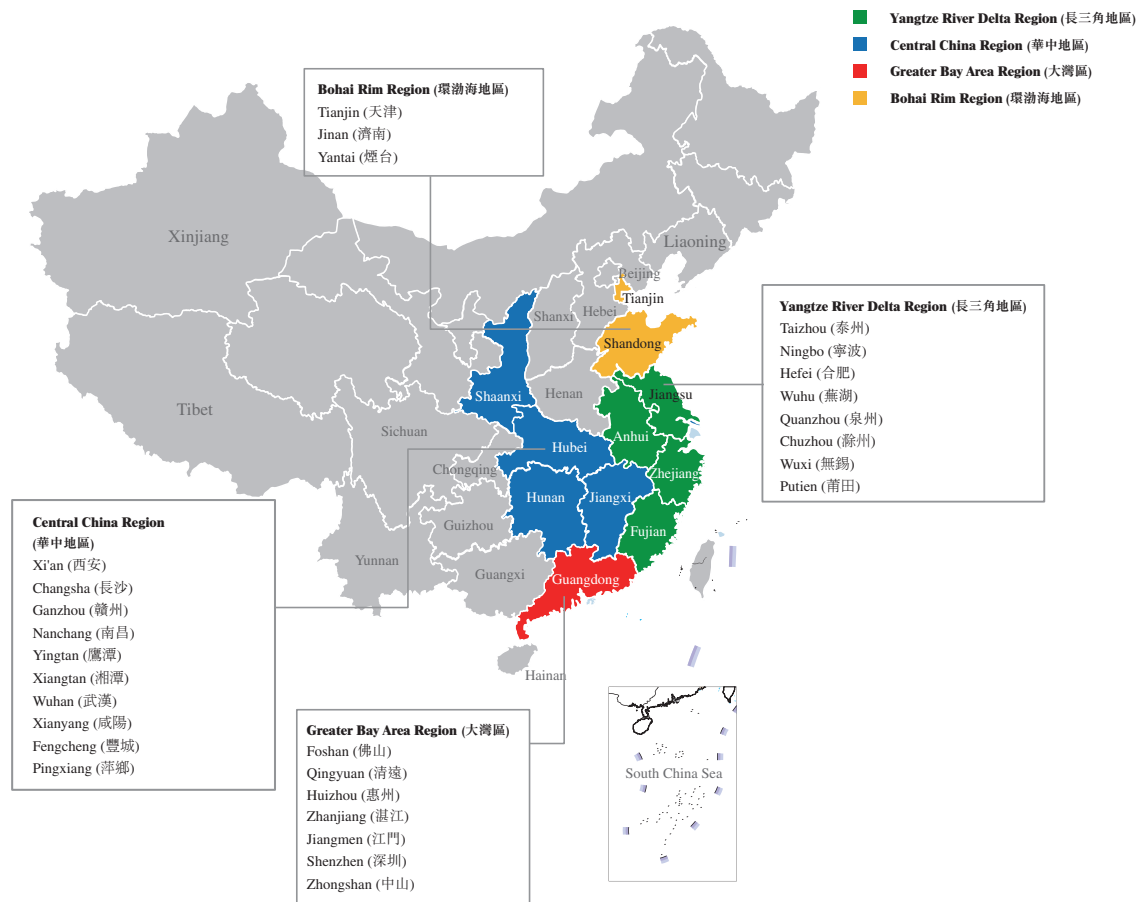 Yangtze River Delta Region (長三角地區)
Central China Region (華中地區)
Greater Bay Area Region (大灣區)
Bohai Rim Region (環渤海地區)
Bohai Rim Region (環渤海地區)
Tianjin (天津)
Jinan (濟南)
Yantai (煙台)
Xinjiang
Liaoning
Beijing
Tianjin
Hebei
Shanxi
Shandong
Yangtze River Delta Region (長三角地區)
Taizhou (泰州)
Ningbo (寧波)
Hefei (合肥)
Wuhu (蕪湖)
Quanzhou (泉州)
Chuzhou (滁州)
Wuxi (無錫)
Putien (莆田)
Henan
Jiangsu
Shaanxi
Tibet
Sichuan
Anhui
Hubei
Chongqing
Zhejiang
Hunan
Jiangxi
Guizhou
Fujian
Yunnan
Guangxi
Guangdong
Hainan
Central China Region
(華中地區)
Xi'an (西安)
Changsha (長沙)
Ganzhou (贛州)
Nanchang (南昌)
Yingtan (鷹潭)
Xiangtan (湘潭)
Wuhan (武漢)
Xianyang (咸陽)
Fengcheng (豐城)
Pingxiang (萍鄉)
Greater Bay Area Region (大灣區)
Foshan (佛山)
Qingyuan (清遠)
Huizhou (惠州)
Zhanjiang (湛江)
Jiangmen (江門)
Shenzhen (深圳)
Zhongshan (中山)
South China Sea